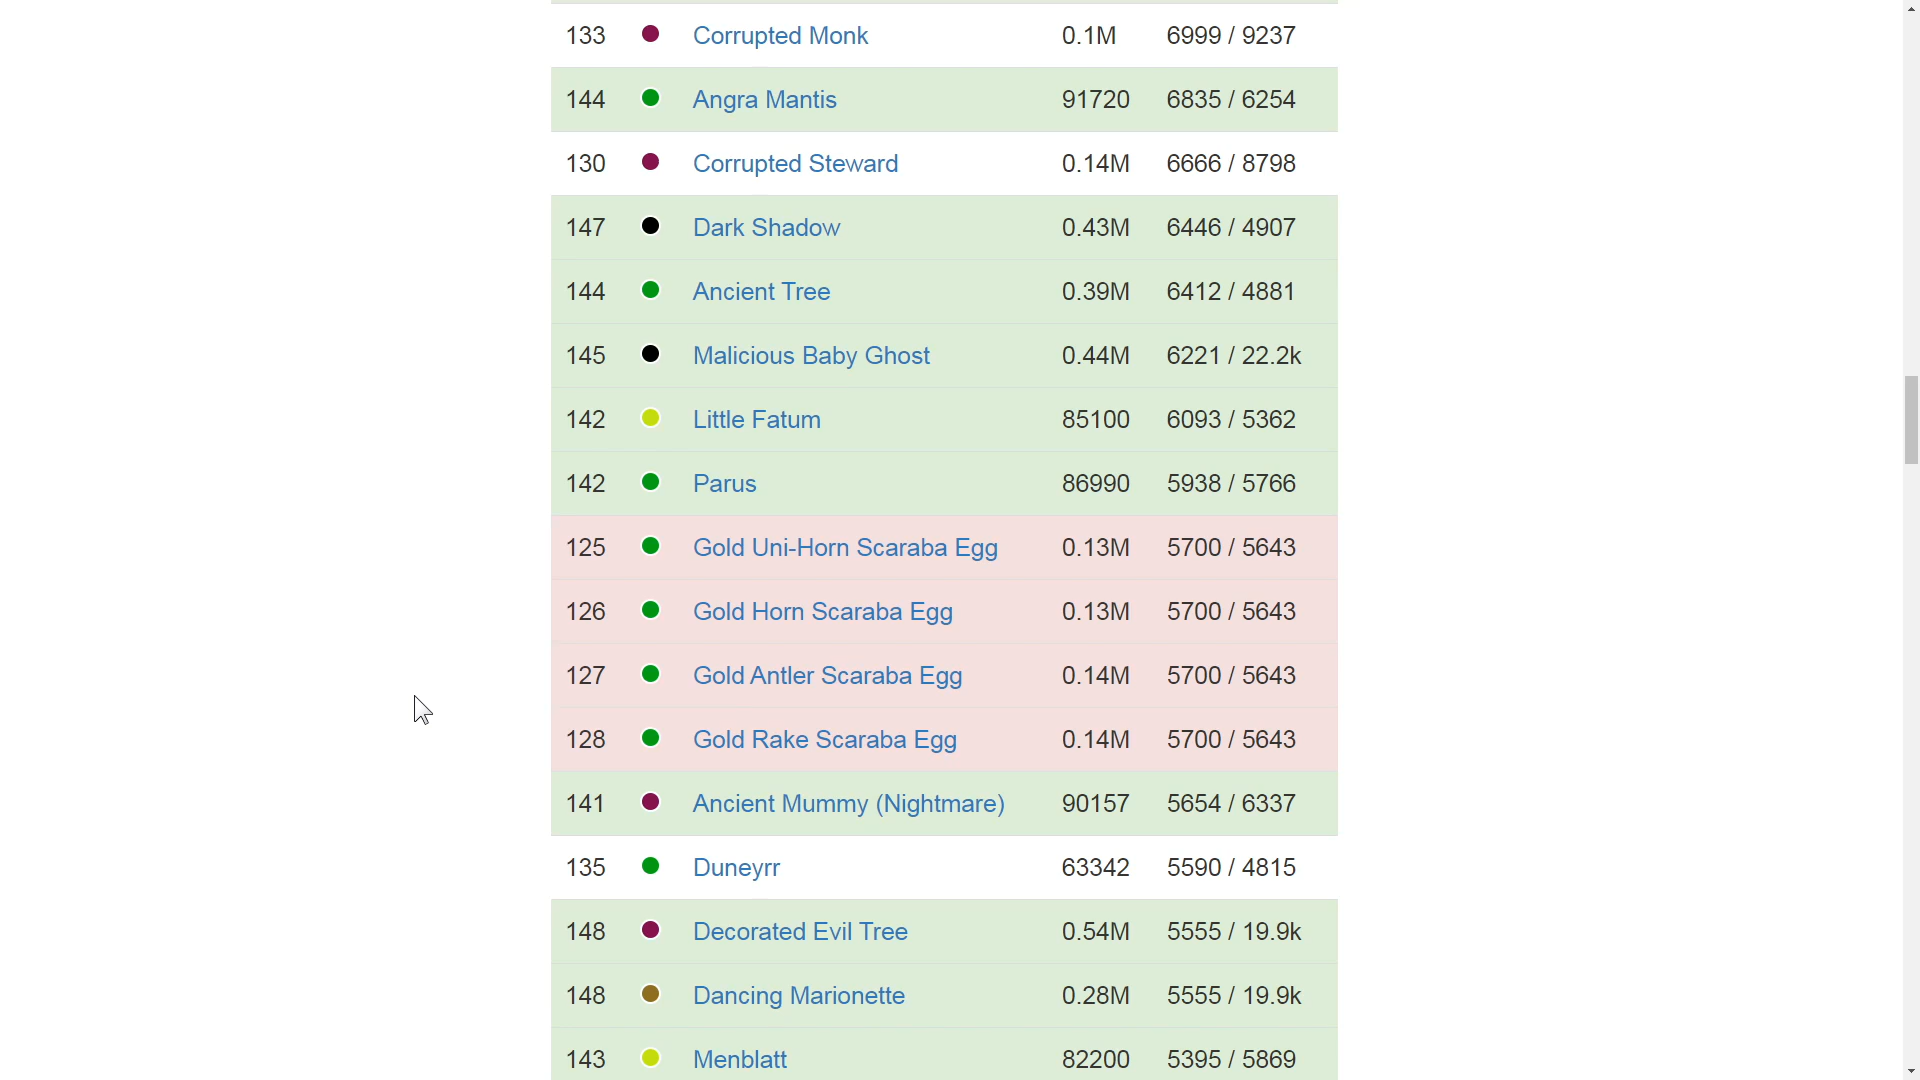 133 Corrupted Monk 0.1M 6999 / 9237
144 Angra Mantis 91720 6835 / 6254
130 Corrupted Steward 0.14M 6666 / 8798
147 Dark Shadow 0.43M 6446 / 4907
144 Ancient Tree 0.39M 6412 / 4881
145 Malicious Baby Ghost 0.44M 6221 / 22.2k
142 Little Fatum 85100 6093 / 5362
142 Parus 86990 5938 / 5766
125 Gold Uni-Horn Scaraba Egg 0.13M 5700 / 5643
126 Gold Horn Scaraba Egg 0.13M 5700 / 5643
127 Gold Antler Scaraba Egg 0.14M 5700 / 5643
128 Gold Rake Scaraba Egg 0.14M 5700 / 5643
141 Ancient Mummy (Nightmare) 90157 5654 / 6337
135 Duneyrr 63342 5590 / 4815
148 Decorated Evil Tree 0.54M 5555 / 19.9k
148 Dancing Marionette 0.28M 5555 / 19.9k
143 Menblatt 82200 5395 / 5869